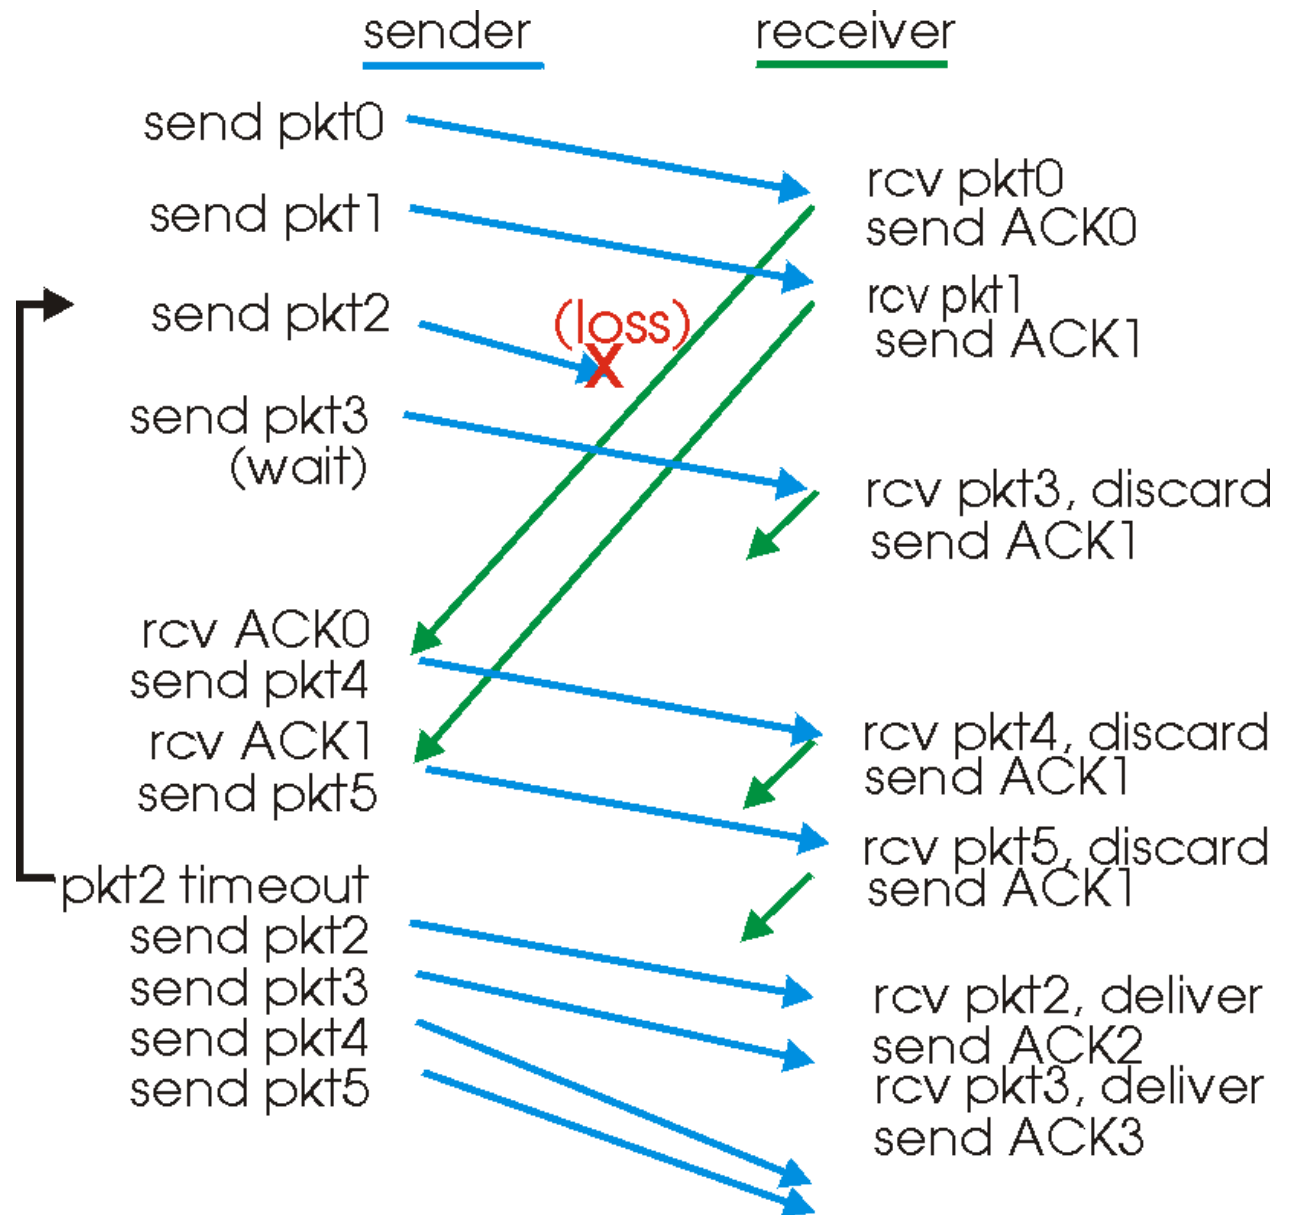 sender
receiver
send pkt0
rcv pkt0
send ACK0
send pkt1
rcv pkt1
send ACK1
send pkt2
(loss)
X
send pkt3
(wait)
rcv pkt3, discard
send ACK1
rcv ACK0
send pkt4
rcv ACK1
send pkt5
rcv pkt4, discard
send ACK1
rcv pkt5, discard
send ACK1
pkt2 timeout
send pkt2
send pkt3
send pkt4
send pkt5
rcv pkt2, deliver
send ACK2
rcv pkt3, deliver
send ACK3